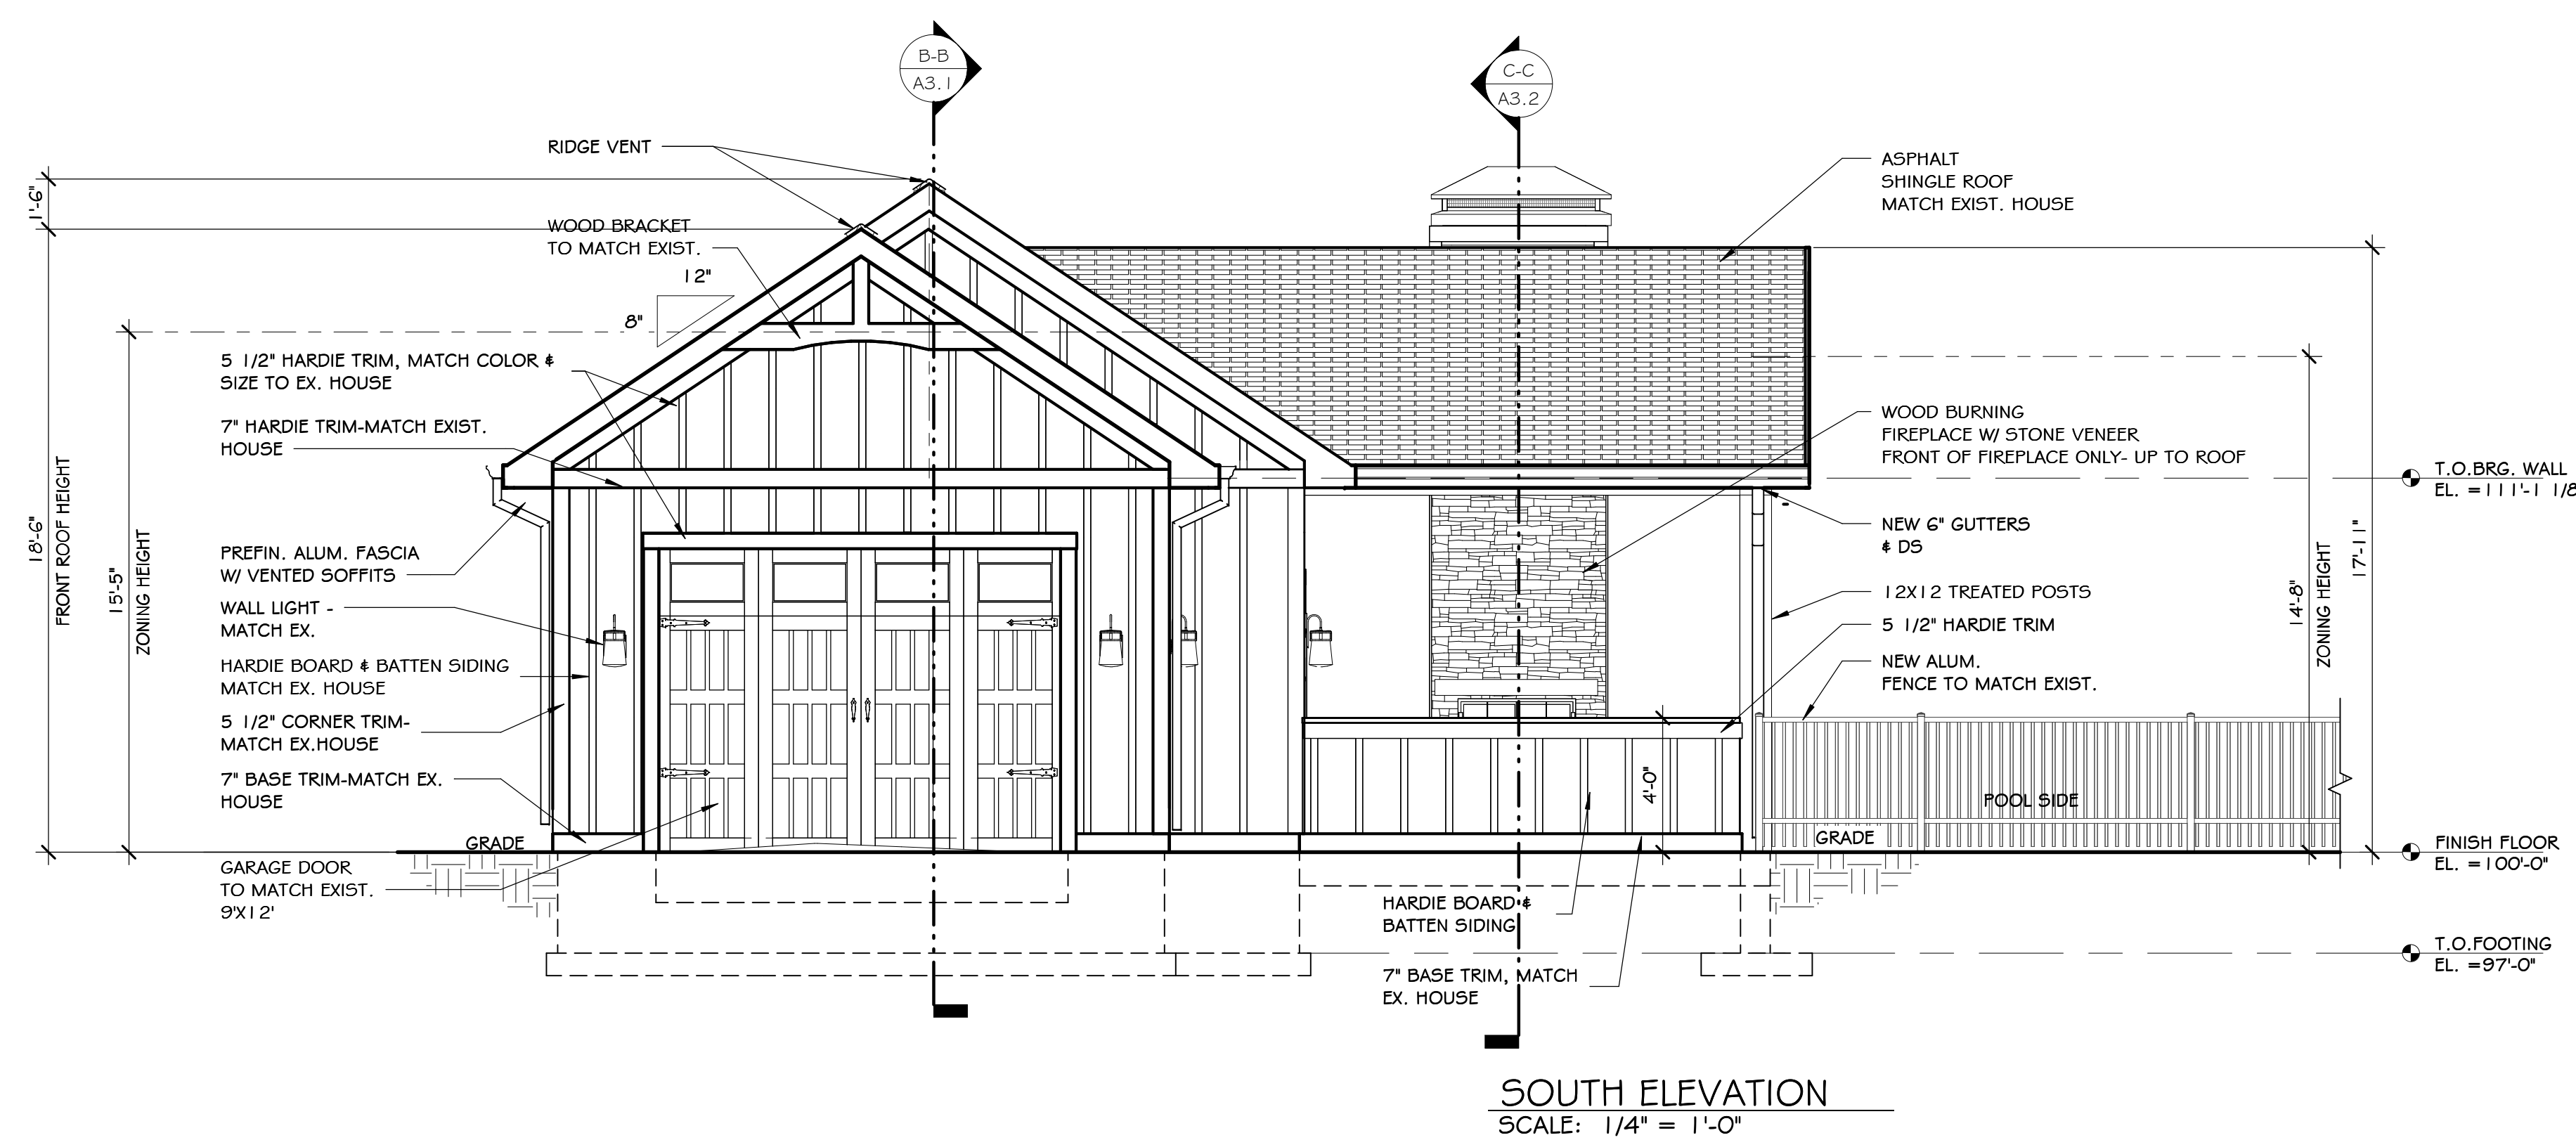 B-B
A3.1
C-C
A3.2
RIDGE VENT
WOOD BRACKET
TO MATCH EXIST.
12"
8"
5 1/2" HARDIE TRIM, MATCH COLOR &
SIZE TO EX. HOUSE
7" HARDIE TRIM-MATCH EXIST.
HOUSE
PREFIN. ALUM. FASCIA
W/ VENTED SOFFITS
WALL LIGHT -
MATCH EX.
HARDIE BOARD & BATTEN SIDING
MATCH EX. HOUSE
5 1/2" CORNER TRIM-
MATCH EX.HOUSE
7" BASE TRIM-MATCH EX.
HOUSE
GRADE
GARAGE DOOR
TO MATCH EXIST.
9'X12'
1'-6"
18'-6"
FRONT ROOF HEIGHT
15'-5"
ZONING HEIGHT
ASPHALT
SHINGLE ROOF
MATCH EXIST. HOUSE
WOOD BURNING
FIREPLACE W/ STONE VENEER
FRONT OF FIREPLACE ONLY- UP TO ROOF
NEW 6" GUTTERS
& DS
12X12 TREATED POSTS
5 1/2" HARDIE TRIM
NEW ALUM.
FENCE TO MATCH EXIST.
4'-0"
POOL SIDE
GRADE
HARDIE BOARD &
BATTEN SIDING
7" BASE TRIM, MATCH
EX. HOUSE
14'-8"
ZONING HEIGHT
17'-11"
T.O.BRG. WALL
EL. =111'-1 1/8
FINISH FLOOR
EL. =100'-0"
T.O.FOOTING
EL. =97'-0"
SOUTH ELEVATION
SCALE: 1/4" = 1'-0"